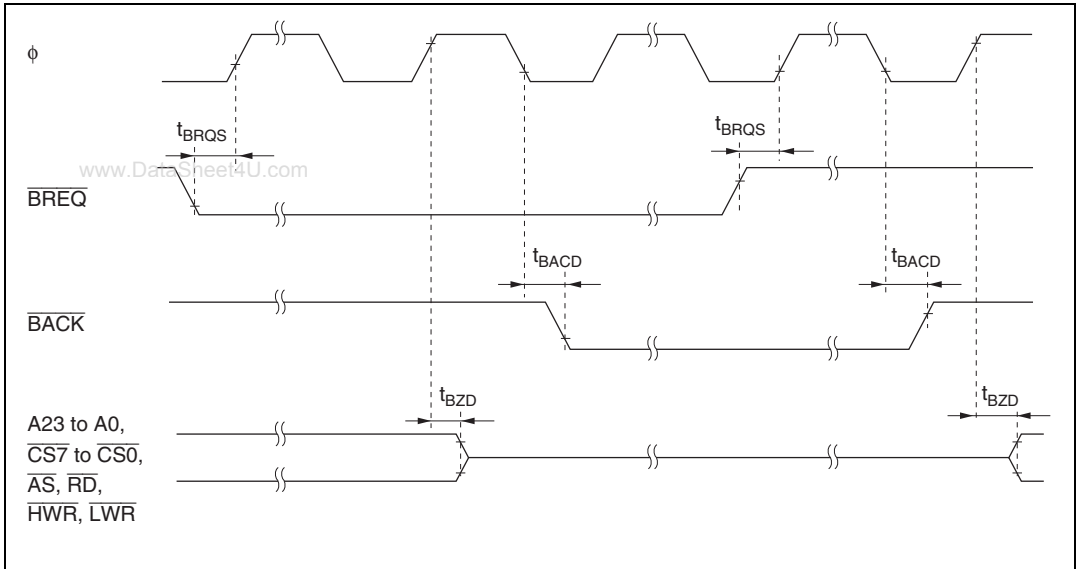 ϕ
tBRQS
tBRQS
www.DataSheet4U.com
BREQ
tBACD
tBACD
BACK
tBZD
tBZD
A23 to A0,
CS7 to CS0,
AS, RD,
HWR, LWR